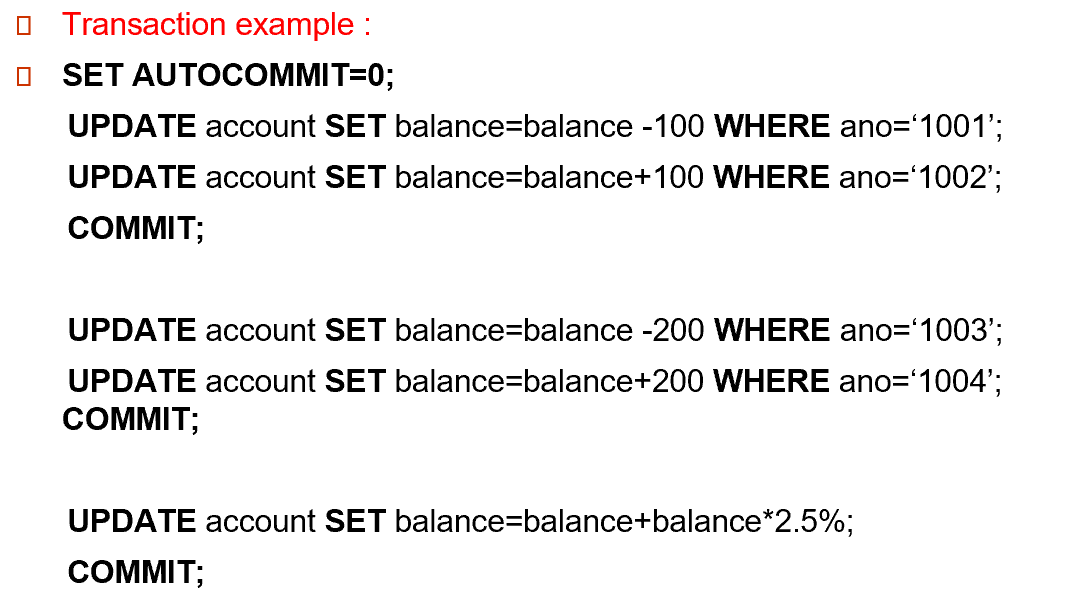 Transaction example :
SET AUTOCOMMIT=0;
UPDATE account SET balance=balance -100 WHERE ano=‘1001’;
UPDATE account SET balance=balance+100 WHERE ano=‘1002’;
COMMIT;
UPDATE account SET balance=balance -200 WHERE ano=‘1003’;
UPDATE account SET balance=balance+200 WHERE ano=‘1004’;
COMMIT;
UPDATE account SET balance=balance+balance*2.5%;
COMMIT;